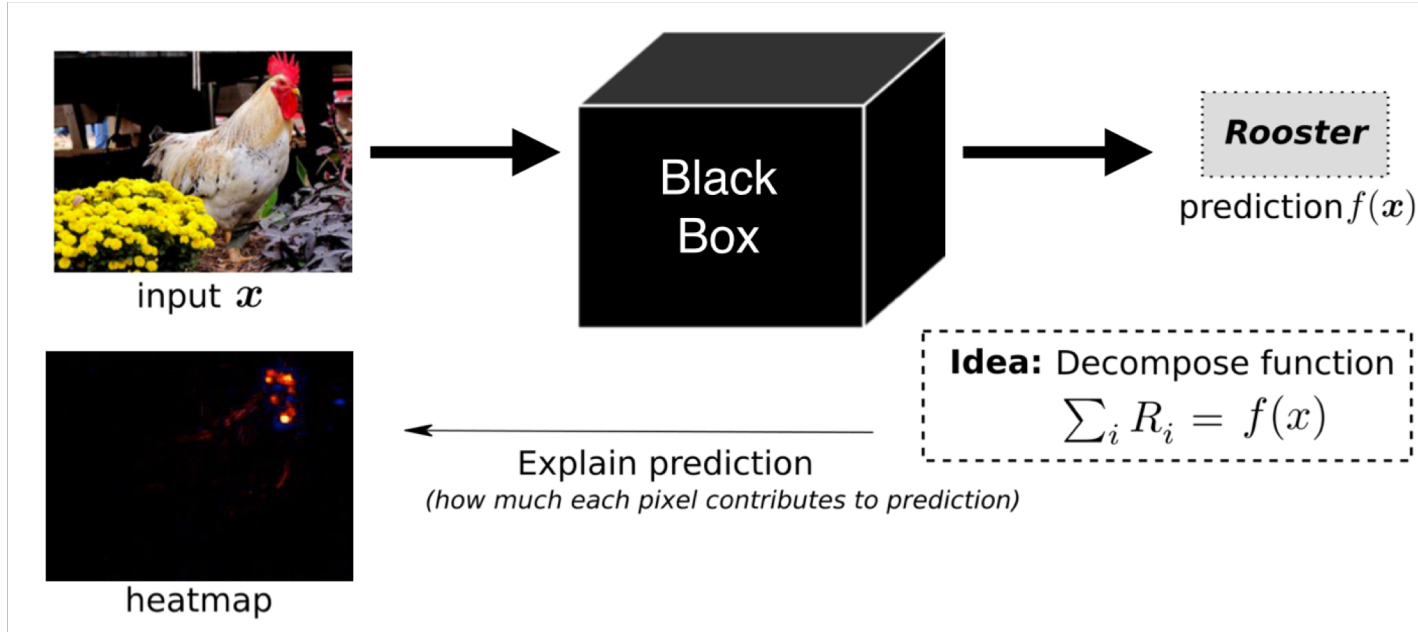 Black
Box
Rooster
prediction f(x)
input x
Idea: Decompose function
∑ᵢ Rᵢ = f(x)
Explain prediction
(how much each pixel contributes to prediction)
heatmap